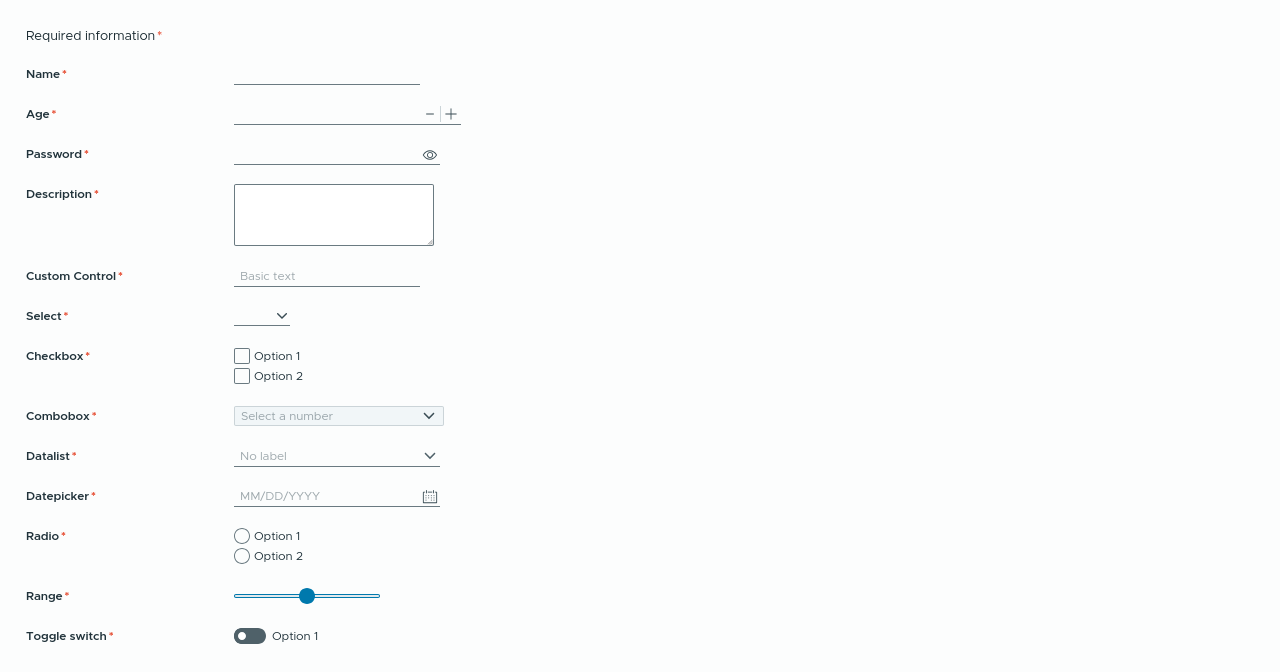 Required information*
Name*
Age*
Password*
Description*
Custom Control* Basic text
Select*
Checkbox* Option 1
Option 2
Combobox* Select a number
Datalist* No label
Datepicker* MM/DD/YYYY
Radio* Option 1
Option 2
Range*
Toggle switch* Option 1